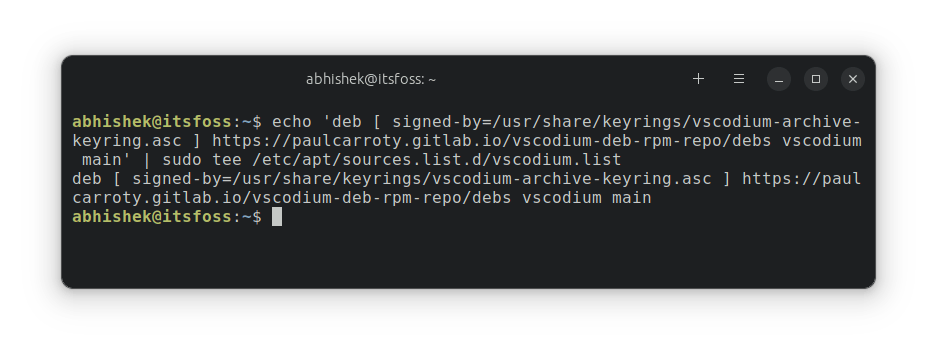 abhishek@itsfoss: ~
abhishek@itsfoss:~$ echo 'deb [ signed-by=/usr/share/keyrings/vscodium-archive-
keyring.asc ] https://paulcarroty.gitlab.io/vscodium-deb-rpm-repo/debs vscodium
 main' | sudo tee /etc/apt/sources.list.d/vscodium.list
deb [ signed-by=/usr/share/keyrings/vscodium-archive-keyring.asc ] https://paul
carroty.gitlab.io/vscodium-deb-rpm-repo/debs vscodium main
abhishek@itsfoss:~$